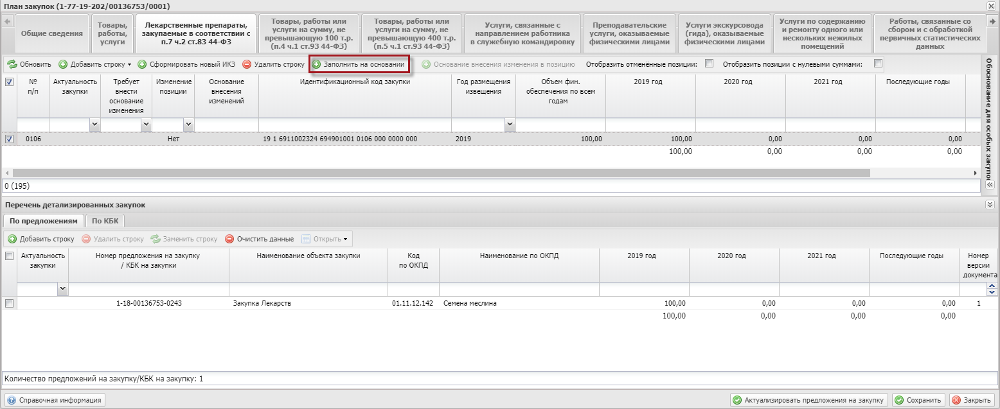 План закупок (1-77-19-202/00136753/0001)
Общие сведения
Товары,
работы,
услуги
Лекарственные препараты,
закупаемые в соответствии с
п.7 ч.2 ст.83 44-ФЗ
Товары, работы или
услуги на сумму, не
превышающую 100 т.р.
(п.4 ч.1 ст.93 44-ФЗ)
Товары, работы или
услуги на сумму, не
превышающую 400 т.р.
(п.5 ч.1 ст.93 44-ФЗ)
Услуги, связанные с
направлением работника
в служебную командировку
Преподавательские
услуги, оказываемые
физическими лицами
Услуги экскурсовода
(гида), оказываемые
физическими лицами
Услуги по содержанию
и ремонту одного или
нескольких нежилых
помещений
Работы, связанные со
сбором и с обработкой
первичных статистических
данных
Обновить Добавить строку Сформировать новый ИКЗ Удалить строку Заполнить на основании Основание внесения изменения в позицию Отобразить отменённые позиции: Отобразить позиции с нулевыми суммами:
№
п/п
Актуальность
закупки
Требует
внести
основание
изменения
Изменение
позиции
Основание
внесения
изменений
Идентификационный код закупки
Год размещения
извещения
Объем фин.
обеспечения по всем
годам
2019 год
2020 год
2021 год
Последующие годы
0106 Нет 19 1 6911002324 694901001 0106 000 0000 000 2019 100,00 100,00 0,00 0,00 0,00
100,00 0,00 0,00 0,00
0 (195)
Обоснование для особых закупо
Перечень детализированных закупок
По предложениям По КБК
Добавить строку Удалить строку Заменить строку Очистить данные Открыть
Актуальность
закупки
Номер предложения на закупку
/ КБК на закупки
Наименование объекта закупки
Код
по ОКПД
Наименование по ОКПД
2019 год
2020 год
2021 год
Последующие годы
Номер
версии
документа
1-18-00136753-0243 Закупка Лекарств 01.11.12.142 Семена меслина 100,00 0,00 0,00 0,00 1
100,00 0,00 0,00 0,00
Количество предложений на закупку/КБК на закупку: 1
Справочная информация Актуализировать предложения на закупку Сохранить Закрыть